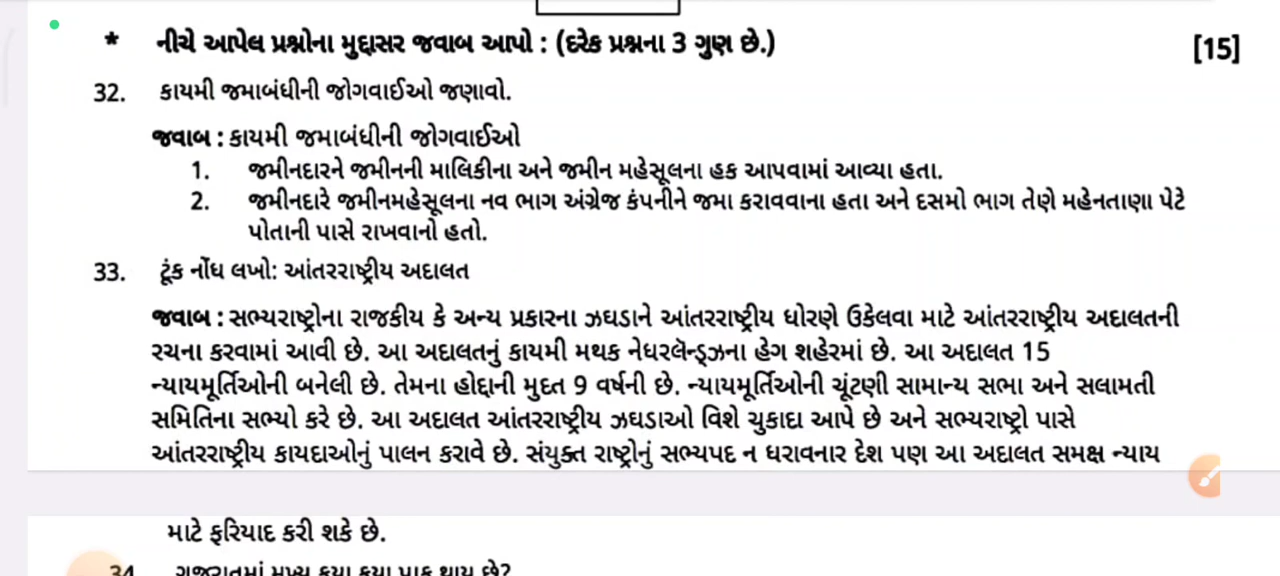 * નીચે આપેલ પ્રશ્નોના મુદ્દાસર જવાબ આપો : (દરેક પ્રશ્નના 3 ગુણ છે.) [15]
32. કાયમી જમાબંધીની જોગવાઈઓ જણાવો.
જવાબ : કાયમી જમાબંધીની જોગવાઈઓ
1. જમીનદારને જમીનની માલિકીના અને જમીન મહેસૂલના હક આપવામાં આવ્યા હતા.
2. જમીનદારે જમીનમહેસૂલના નવ ભાગ અંગ્રેજ કંપનીને જમા કરાવવાના હતા અને દસમો ભાગ તેણે મહેનતાણા પેટે
પોતાની પાસે રાખવાનો હતો.
33. ટૂંક નોંધ લખો: આંતરરાષ્ટ્રીય અદાલત
જવાબ : સભ્યરાષ્ટ્રોના રાજકીય કે અન્ય પ્રકારના ઝઘડાને આંતરરાષ્ટ્રીય ધોરણે ઉકેલવા માટે આંતરરાષ્ટ્રીય અદાલતની
રચના કરવામાં આવી છે. આ અદાલતનું કાયમી મથક નેધરલૅન્ડ્ઝના હેગ શહેરમાં છે. આ અદાલત 15
ન્યાયમૂર્તિઓની બનેલી છે. તેમના હોદ્દાની મુદત 9 વર્ષની છે. ન્યાયમૂર્તિઓની ચૂંટણી સામાન્ય સભા અને સલામતી
સમિતિના સભ્યો કરે છે. આ અદાલત આંતરરાષ્ટ્રીય ઝઘડાઓ વિશે ચુકાદા આપે છે અને સભ્યરાષ્ટ્રો પાસે
આંતરરાષ્ટ્રીય કાયદાઓનું પાલન કરાવે છે. સંયુક્ત રાષ્ટ્રોનું સભ્યપદ ન ધરાવનાર દેશ પણ આ અદાલત સમક્ષ ન્યાય
માટે ફરિયાદ કરી શકે છે.
34. ગુજરાતમાં મુખ્ય કયા કયા પાક થાય છે?